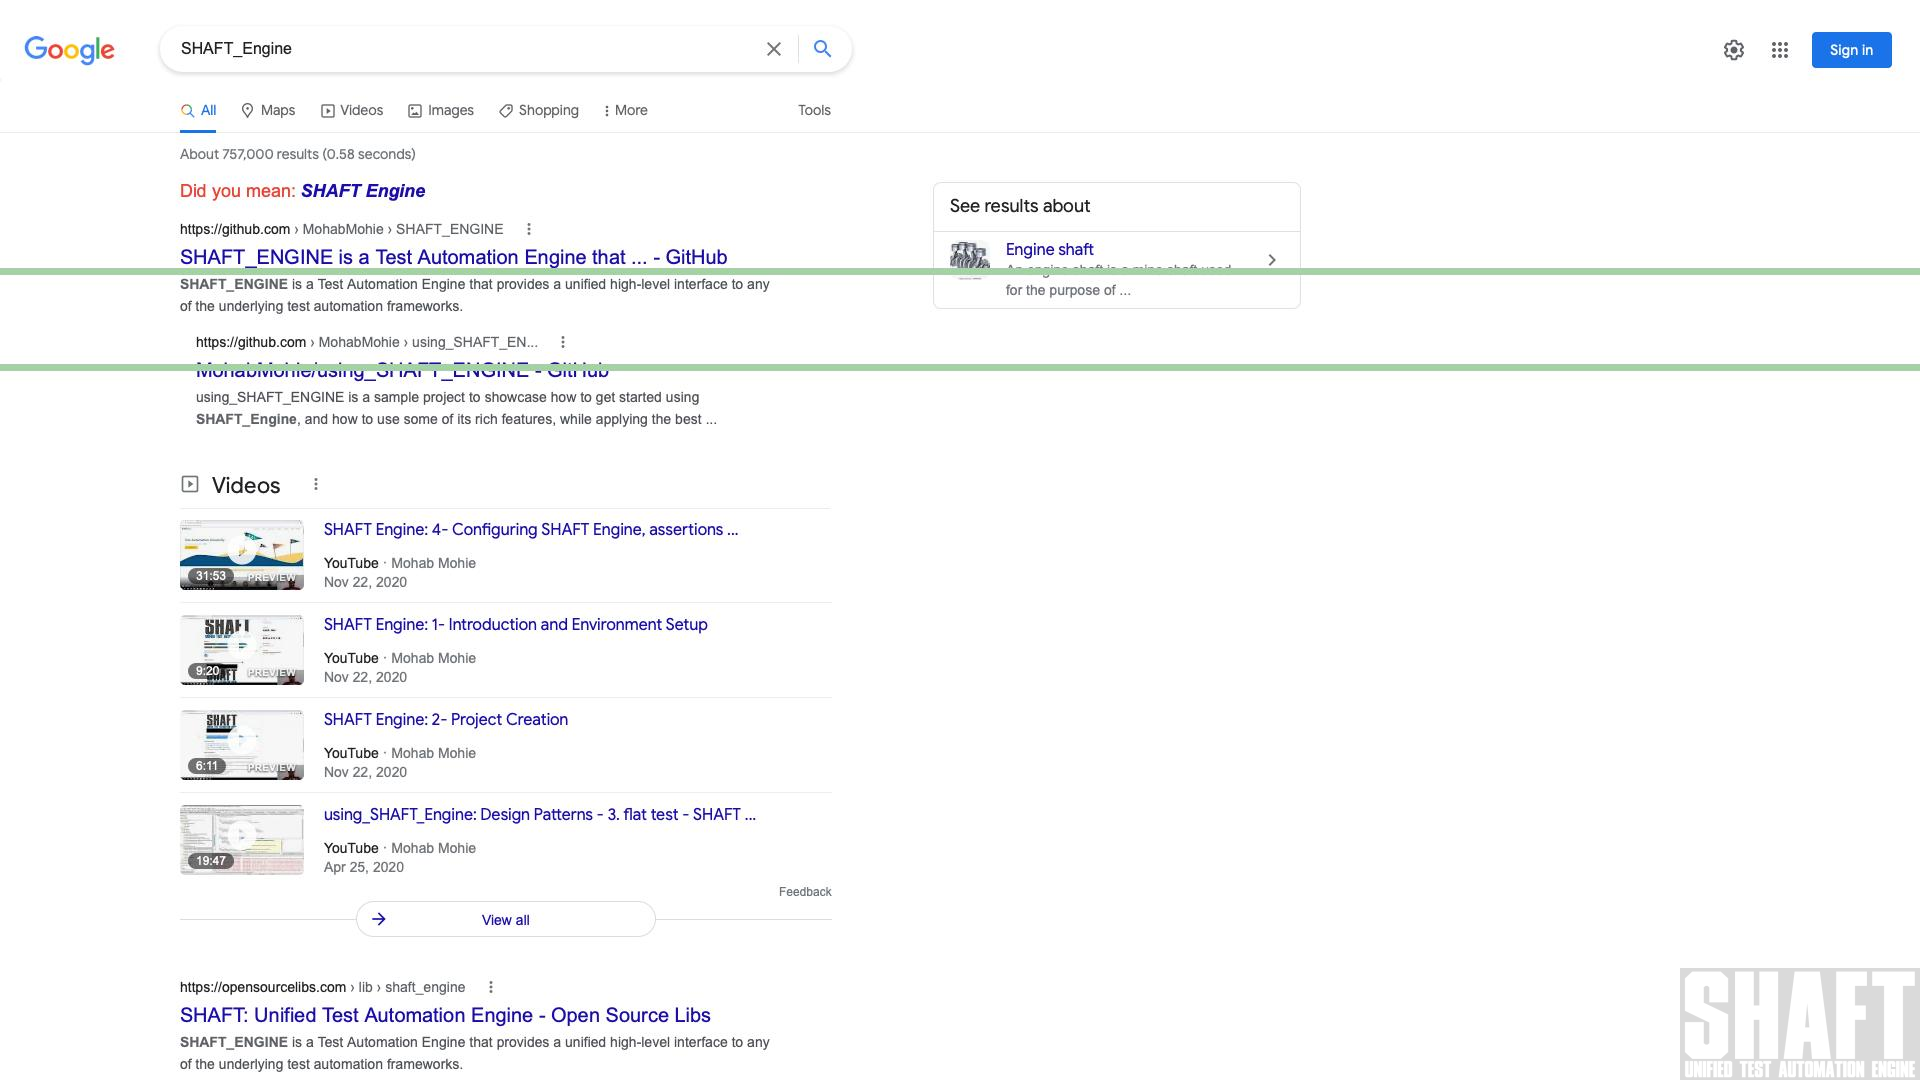 Google
SHAFT_Engine
Sign in
All
Maps
Videos
Images
Shopping
More
Tools
About 757,000 results (0.58 seconds)
Did you mean: SHAFT Engine
https://github.com › MohabMohie › SHAFT_ENGINE
SHAFT_ENGINE is a Test Automation Engine that ... - GitHub
SHAFT_ENGINE is a Test Automation Engine that provides a unified high-level interface to any
of the underlying test automation frameworks.
https://github.com › MohabMohie › using_SHAFT_EN...
MohabMohie/using_SHAFT_ENGINE - GitHub
using_SHAFT_ENGINE is a sample project to showcase how to get started using
SHAFT_Engine, and how to use some of its rich features, while applying the best ...
See results about
Engine shaft
An engine shaft is a mine shaft used
for the purpose of ...
Videos
SHAFT Engine: 4- Configuring SHAFT Engine, assertions ...
YouTube · Mohab Mohie
Nov 22, 2020
31:53
PREVIEW
SHAFT Engine: 1- Introduction and Environment Setup
YouTube · Mohab Mohie
Nov 22, 2020
SHAFT
9:20
PREVIEW
SHAFT
SHAFT Engine: 2- Project Creation
YouTube · Mohab Mohie
Nov 22, 2020
SHAFT
6:11
PREVIEW
using_SHAFT_Engine: Design Patterns - 3. flat test - SHAFT ...
YouTube · Mohab Mohie
Apr 25, 2020
19:47
Feedback
View all
https://opensourcelibs.com › lib › shaft_engine
SHAFT: Unified Test Automation Engine - Open Source Libs
SHAFT_ENGINE is a Test Automation Engine that provides a unified high-level interface to any
of the underlying test automation frameworks.
SHAFT
UNIFIED TEST AUTOMATION ENGINE